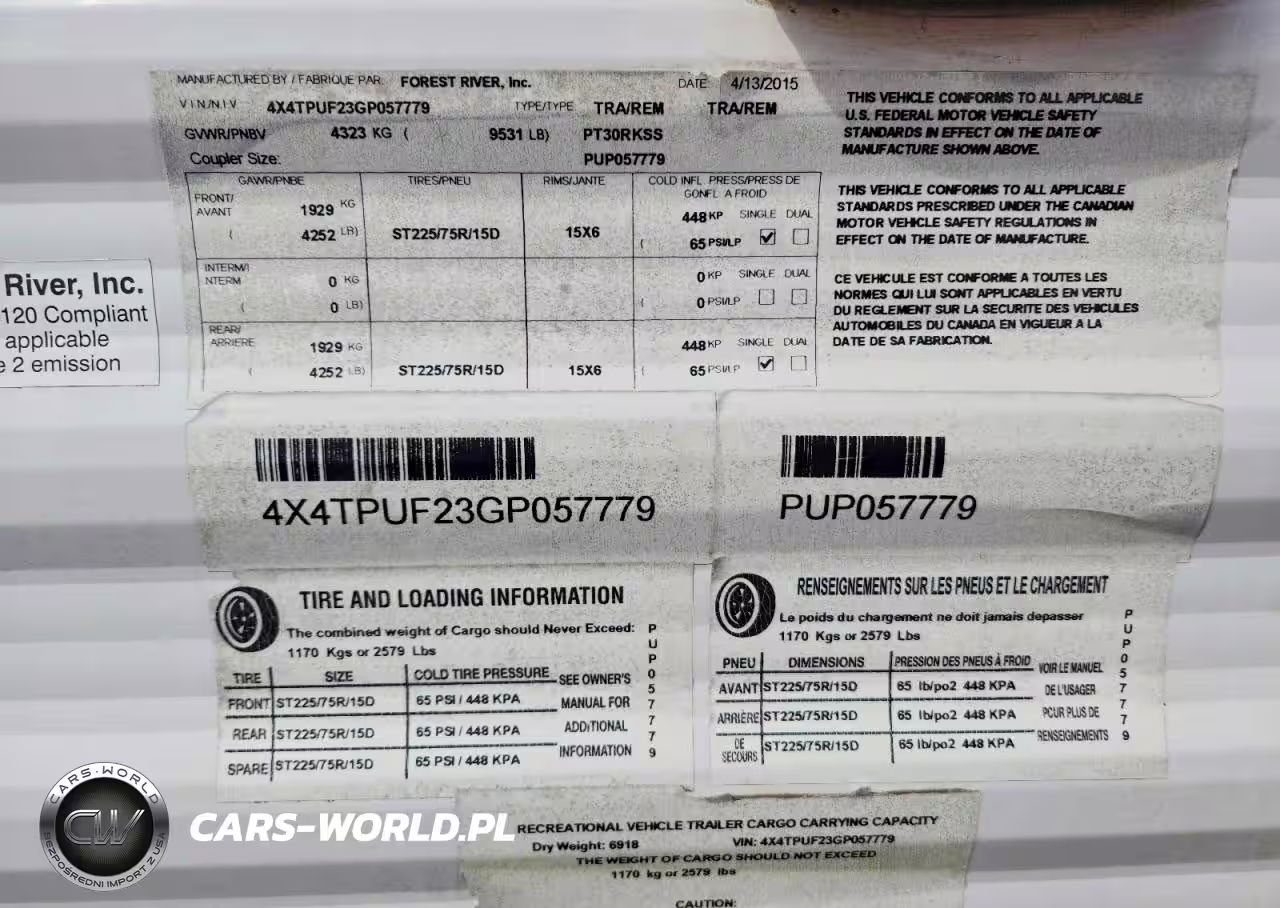 MANUFACTURED BY / FABRIQUE PAR: FOREST RIVER, Inc. DATE 4/13/2015
VIN/NIV 4X4TPUF23GP057779 TYPE/TYPE TRA/REM TRA/REM
GVWR/PNBV 4323 KG ( 9531 LB) PT30RKSS
Coupler Size: PUP057779
GAWR/PNBE TIRES/PNEU RIMS/JANTE COLD INFL PRESS/PRESS DE
GONFL A FROID
FRONT/
AVANT 1929 KG 448 KP SINGLE DUAL
( 4252 LB) ST225/75R/15D 15X6 ( 65 PSI/LP
INTERM/I
NTERM 0 KG 0 KP SINGLE DUAL
( 0 LB) ( 0 PSI/LP
REAR/
ARRIERE 1929 KG 448 KP SINGLE DUAL
( 4252 LB) ST225/75R/15D 15X6 ( 65 PSI/LP
THIS VEHICLE CONFORMS TO ALL APPLICABLE
U.S. FEDERAL MOTOR VEHICLE SAFETY
STANDARDS IN EFFECT ON THE DATE OF
MANUFACTURE SHOWN ABOVE.
THIS VEHICLE CONFORMS TO ALL APPLICABLE
STANDARDS PRESCRIBED UNDER THE CANADIAN
MOTOR VEHICLE SAFETY REGULATIONS IN
EFFECT ON THE DATE OF MANUFACTURE.
CE VEHICULE EST CONFORME A TOUTES LES
NORMES QUI LUI SONT APPLICABLES EN VERTU
DU REGLEMENT SUR LA SECURITE DES VEHICULES
AUTOMOBILES DU CANADA EN VIGUEUR A LA
DATE DE SA FABRICATION.
River, Inc.
120 Compliant
applicable
e 2 emission
4X4TPUF23GP057779
PUP057779
TIRE AND LOADING INFORMATION
The combined weight of Cargo should Never Exceed:
1170 Kgs or 2579 Lbs
TIRE SIZE COLD TIRE PRESSURE SEE OWNER'S
FRONT ST225/75R/15D 65 PSI / 448 KPA MANUAL FOR
REAR ST225/75R/15D 65 PSI / 448 KPA ADDITIONAL
SPARE ST225/75R/15D 65 PSI / 448 KPA INFORMATION
PUP057779
RENSEIGNEMENTS SUR LES PNEUS ET LE CHARGEMENT
Le poids du chargement ne doit jamais depasser
1170 Kgs or 2579 Lbs
PNEU DIMENSIONS PRESSION DES PNEUS À FROID VOIR LE MANUEL
AVANT ST225/75R/15D 65 lb/po2 448 KPA DE L'USAGER
ARRIÈRE ST225/75R/15D 65 lb/po2 448 KPA POUR PLUS DE
DE SECOURS ST225/75R/15D 65 lb/po2 448 KPA RENSEIGNEMENTS
PUP057779
RECREATIONAL VEHICLE TRAILER CARGO CARRYING CAPACITY
Dry Weight: 6918 VIN: 4X4TPUF23GP057779
THE WEIGHT OF CARGO SHOULD NOT EXCEED
1170 kg or 2579 lbs
CAUTION:
CARS-WORLD
CW
BEZPOŚREDNI IMPORT Z USA
CARS-WORLD.PL